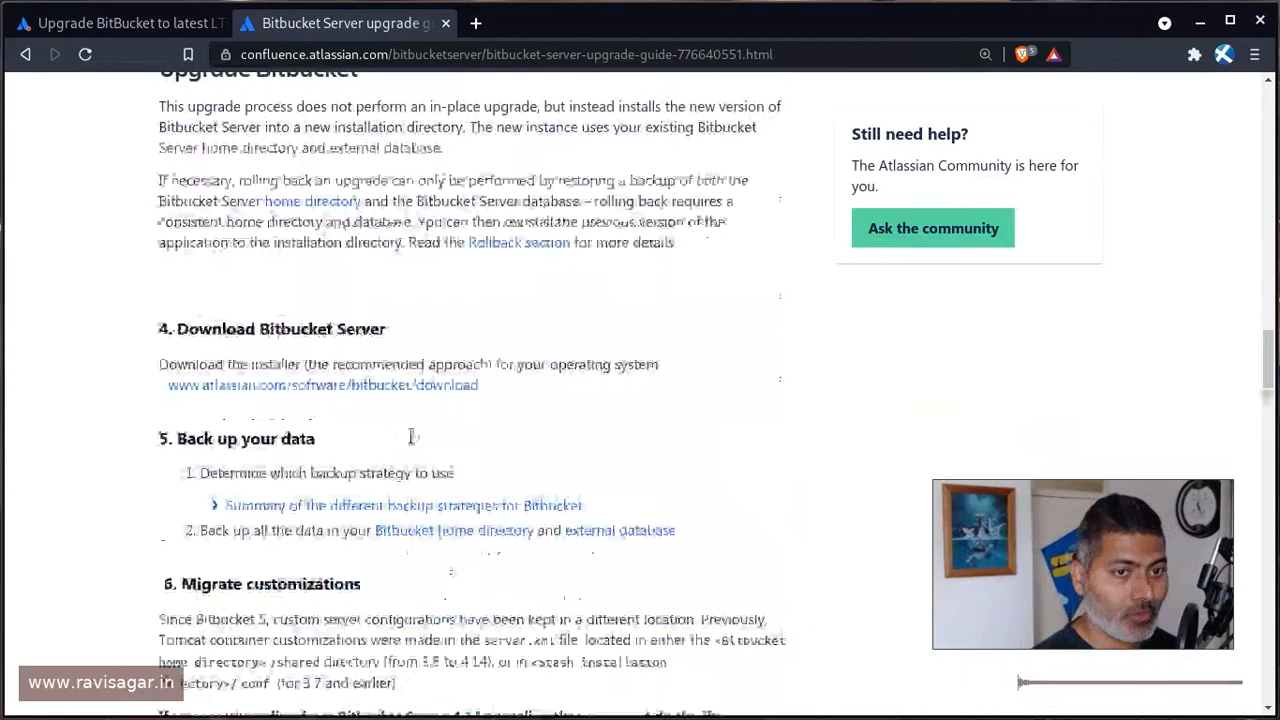 Upgrade BitBucket to latest LT
Bitbucket Server upgrade g
confluence.atlassian.com/bitbucketserver/bitbucket-server-upgrade-guide-776640551.html
5
Upgrade Bitbucket
This upgrade process does not perform an in-place upgrade, but instead installs the new version of
Bitbucket Server into a new installation directory. The new instance uses your existing Bitbucket
Server home directory and external database.
If necessary, rolling back an upgrade can only be performed by restoring a backup of both the
Bitbucket Server home directory and the Bitbucket Server database – rolling back requires a
consistent home directory and database. You can then the version of the
application to the installation directory. Read the Rollback section for more details
Still need help?
The Atlassian Community is here for
you.
Ask the community
4. Download Bitbucket Server
Download the installer (the recommended approach) for your operating system
www.atlassian.com/software/bitbucket/download
5. Back up your data
1. Determine which backup strategy to use
Summary of the different backup strategies for Bitbucket
2. Back up all the data in your Bitbucket home directory and external database
6. Migrate customizations
Since Bitbucket 5, custom server configurations have been kept in a different location. Previously,
Tomcat container customizations were made in the server.xml file located in either the <Bitbucket
home directory>/shared directory (from 3.8 to 4.14), or in <stash
directory>/conf (for 3.7 and earlier)
www.ravisagar.in